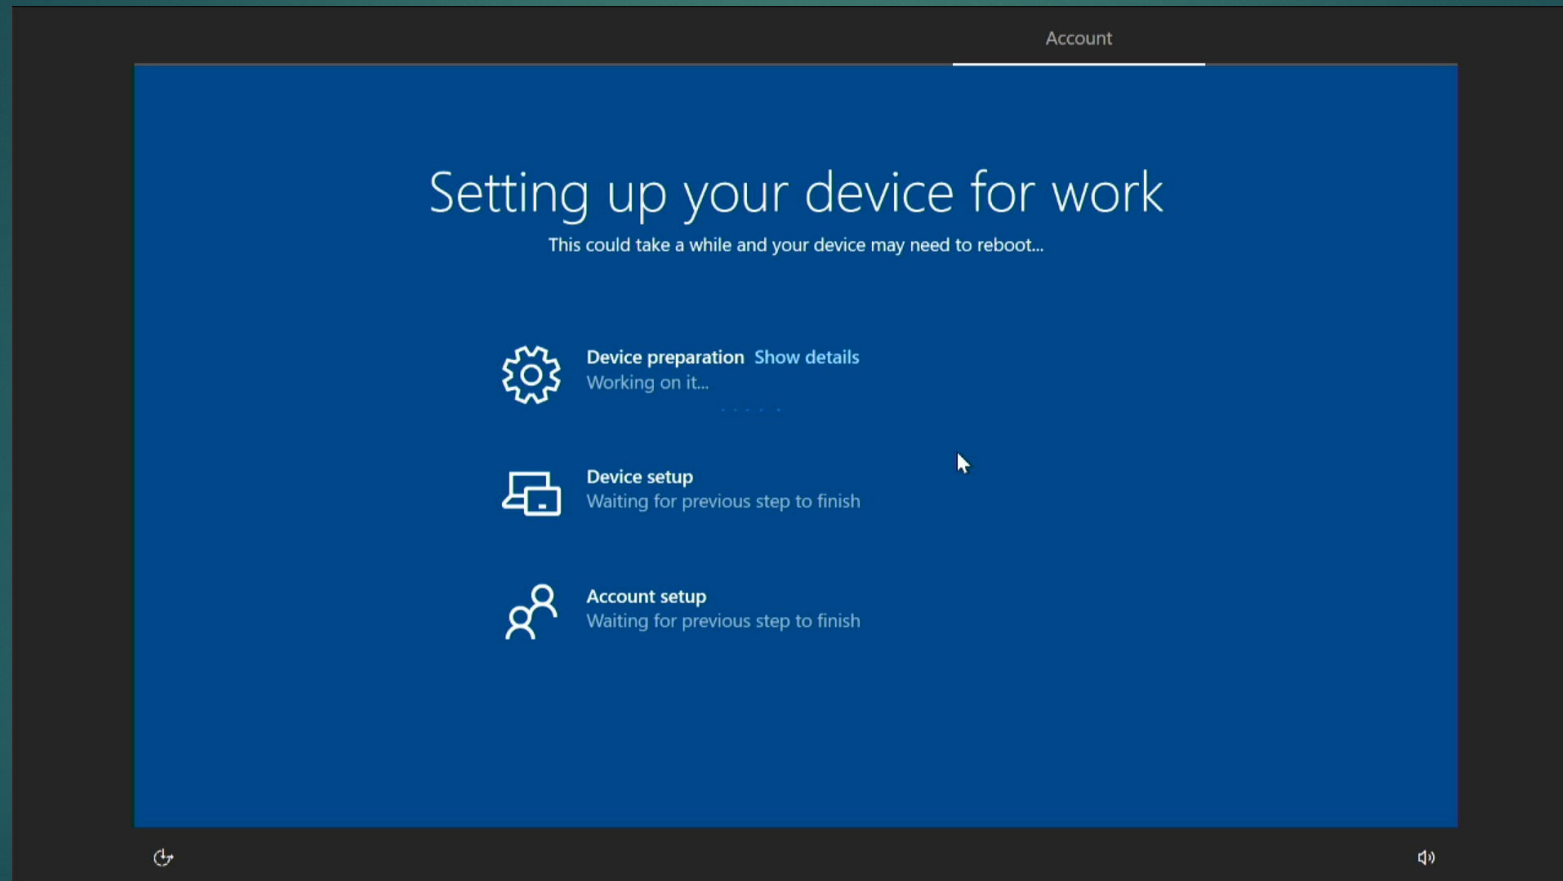 Account
Setting up your device for work
This could take a while and your device may need to reboot...
Device preparation Show details
Working on it...
Device setup
Waiting for previous step to finish
Account setup
Waiting for previous step to finish